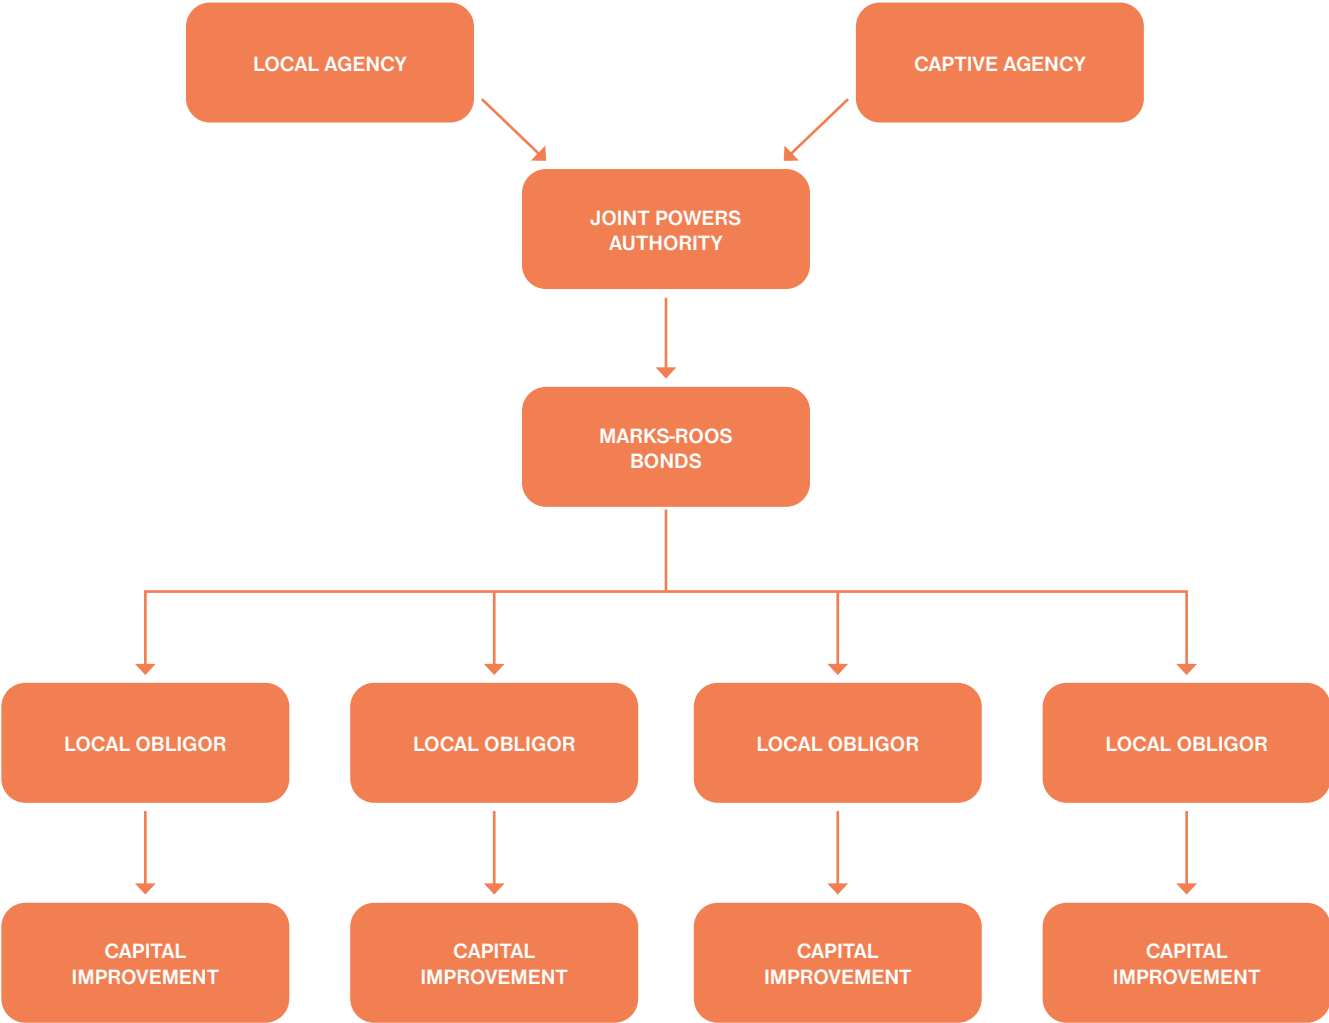 LOCAL AGENCY
CAPTIVE AGENCY
JOINT POWERS
AUTHORITY
MARKS-ROOS
BONDS
LOCAL OBLIGOR
LOCAL OBLIGOR
LOCAL OBLIGOR
LOCAL OBLIGOR
CAPITAL
IMPROVEMENT
CAPITAL
IMPROVEMENT
CAPITAL
IMPROVEMENT
CAPITAL
IMPROVEMENT